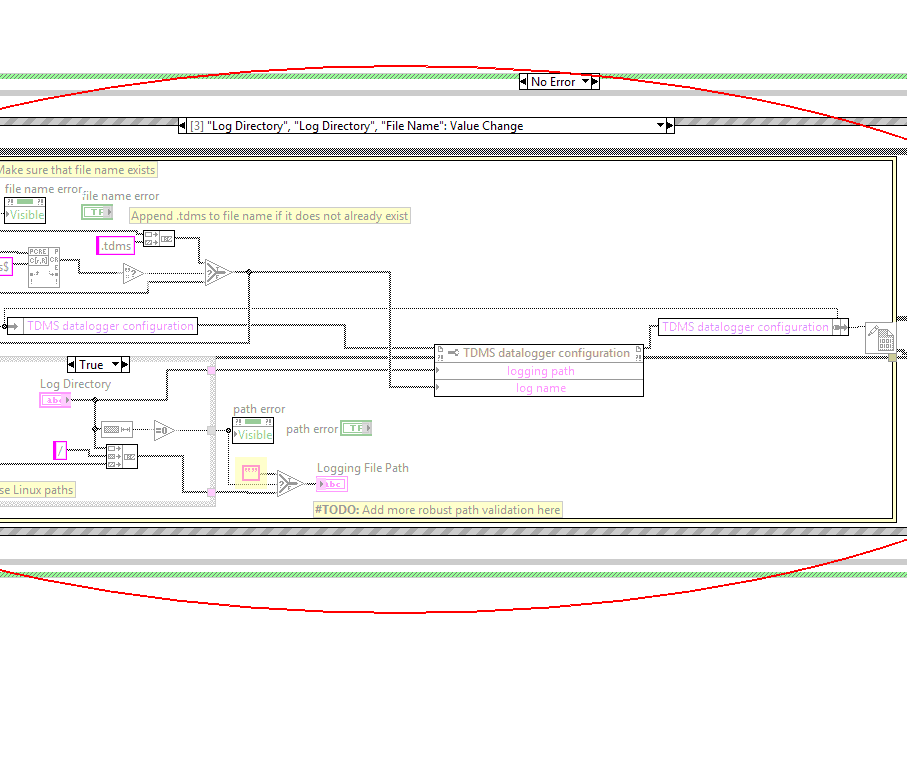 No Error
[3] "Log Directory", "Log Directory", "File Name": Value Change
Make sure that file name exists
file name error
file name error
Visible
TF
Append .tdms to file name if it does not already exist
.tdms
PCRE
s$
?
TDMS datalogger configuration
TDMS datalogger configuration
TDMS datalogger configuration
logging path
log name
True
Log Directory
abc
=0
/
path error
Visible
path error
TF
""
Logging File Path
abc
se Linux paths
#TODO: Add more robust path validation here